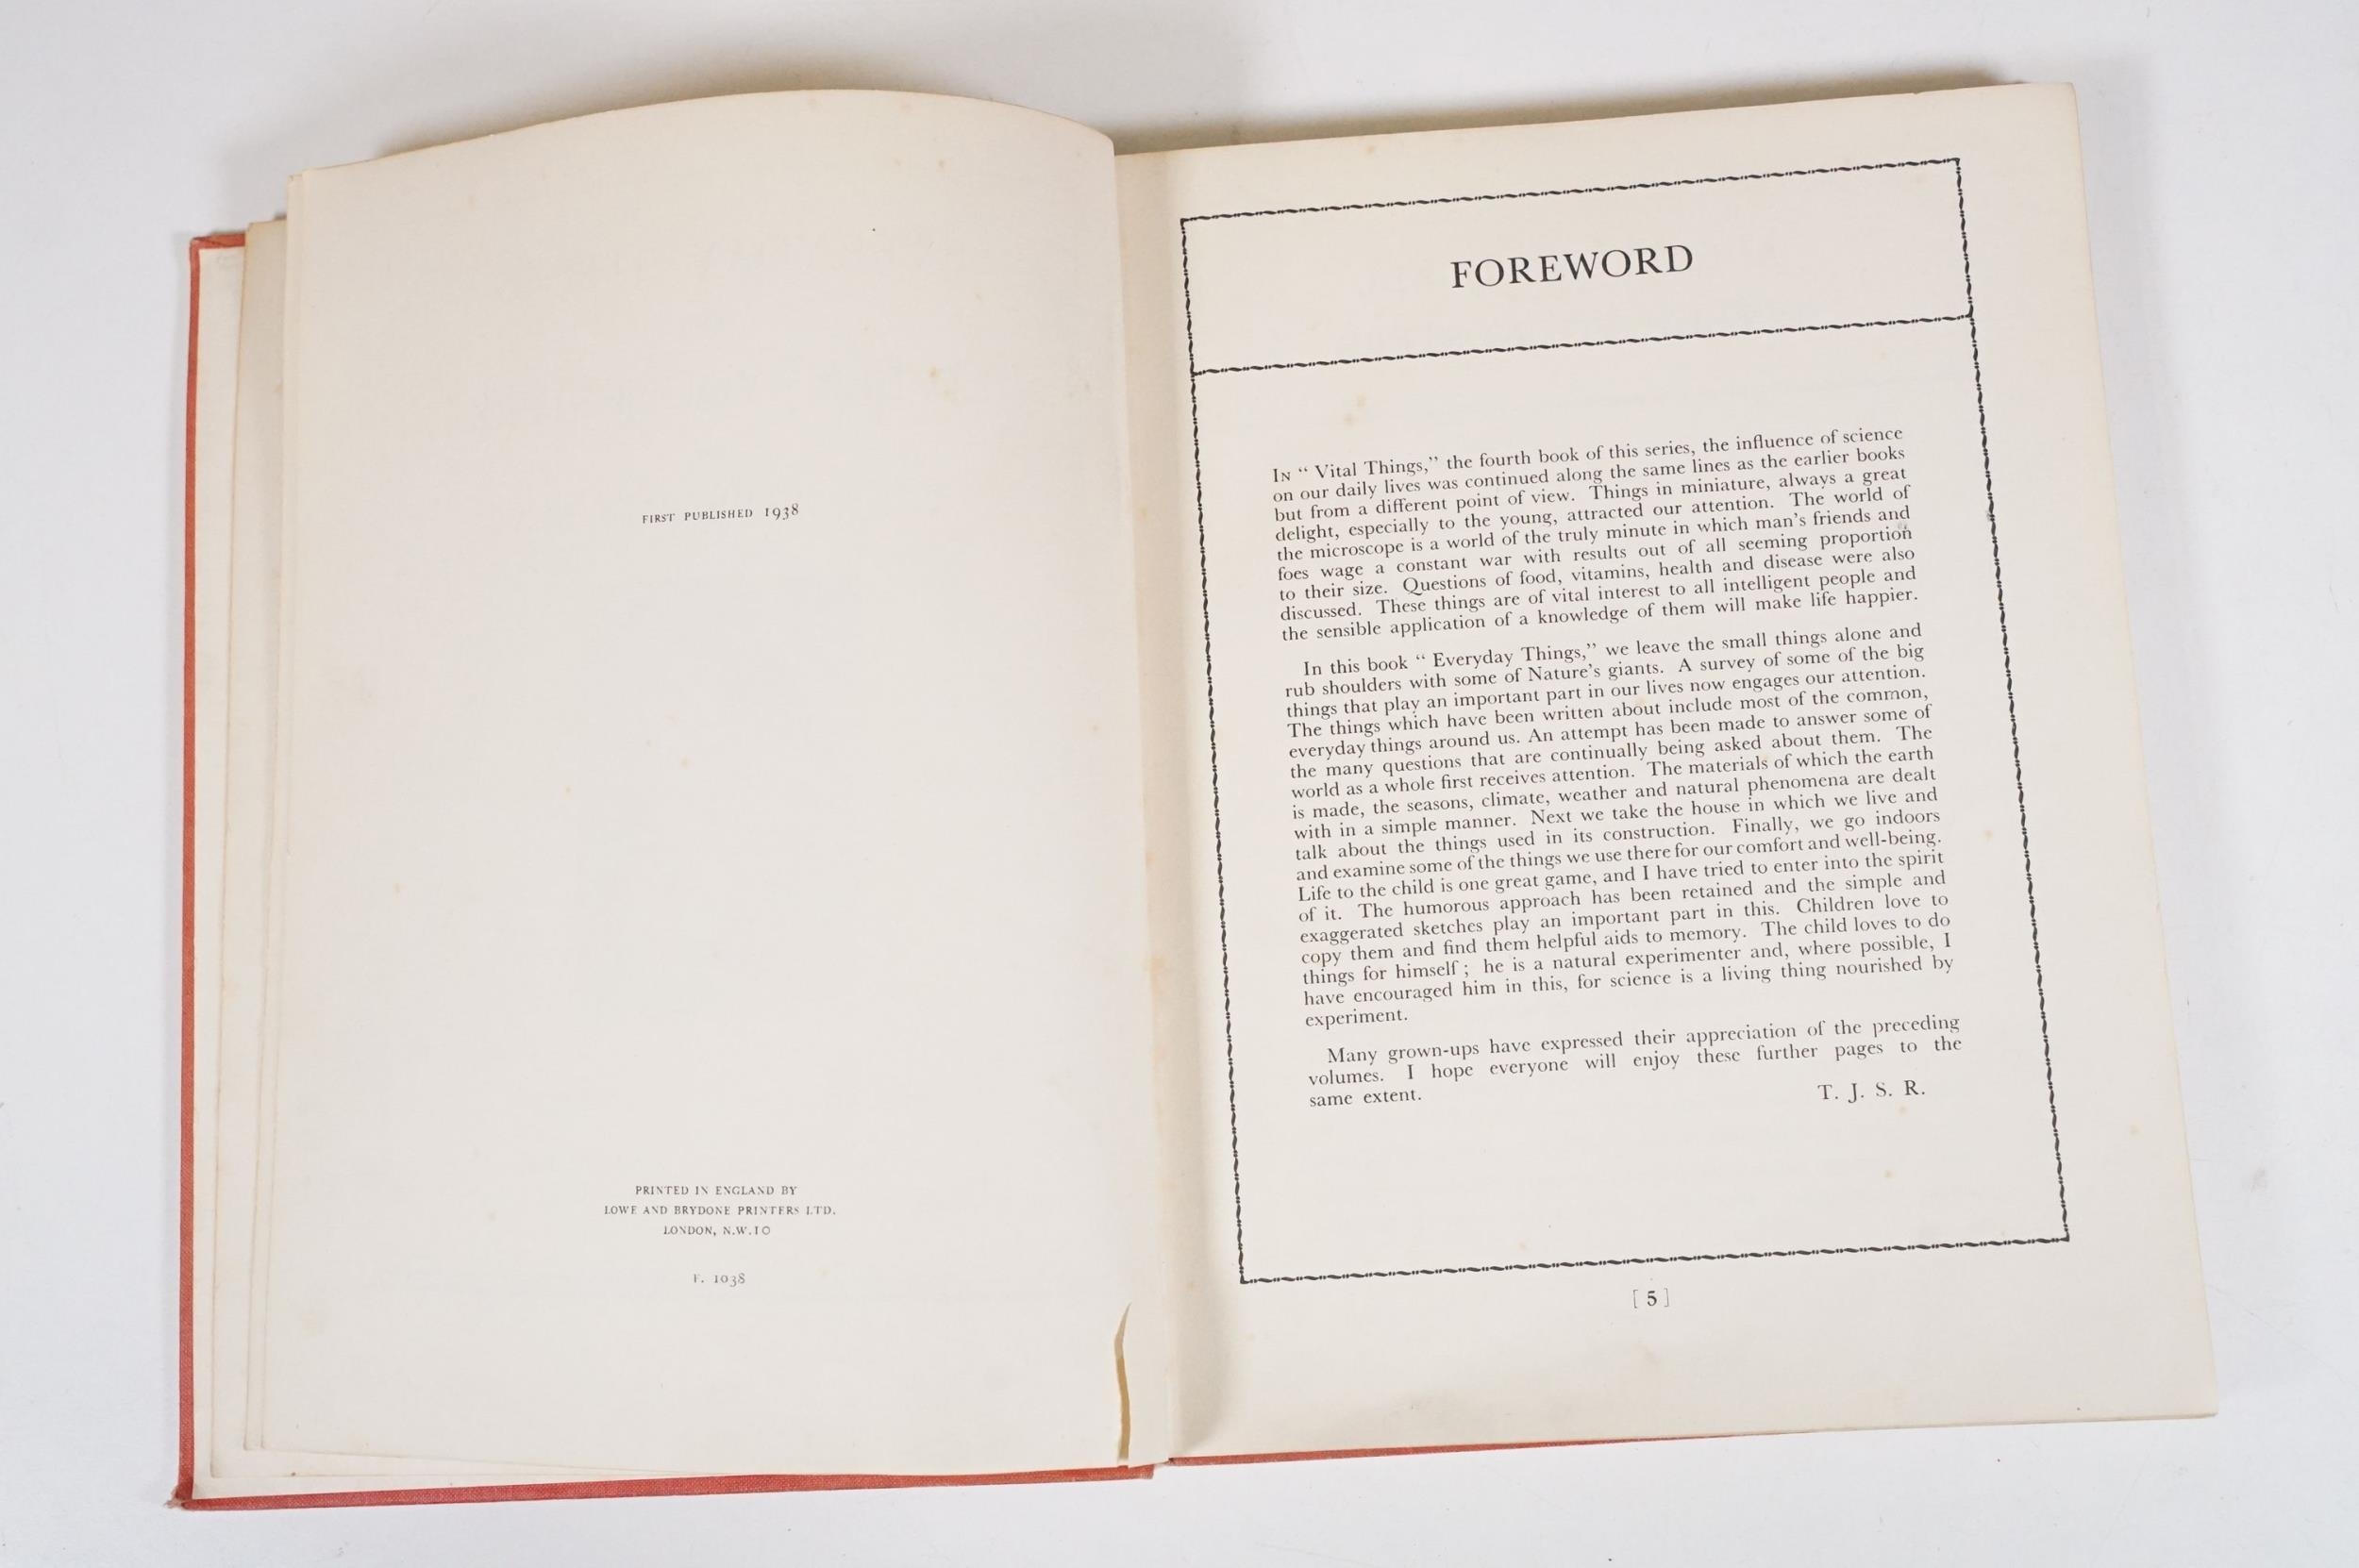 FIRST PUBLISHED 1938
PRINTED IN ENGLAND BY
LOWE AND BRYDONE PRINTERS LTD.
LONDON, N.W.10
F. 1038
FOREWORD
IN “ Vital Things,” the fourth book of this series, the influence of science
on our daily lives was continued along the same lines as the earlier books
but from a different point of view. Things in miniature, always a great
delight, especially to the young, attracted our attention. The world of
the microscope is a world of the truly minute in which man’s friends and
foes wage a constant war with results out of all seeming proportion
to their size. Questions of food, vitamins, health and disease were also
discussed. These things are of vital interest to all intelligent people and
the sensible application of a knowledge of them will make life happier.
In this book “ Everyday Things,” we leave the small things alone and
rub shoulders with some of Nature’s giants. A survey of some of the big
things that play an important part in our lives now engages our attention.
The things which have been written about include most of the common,
everyday things around us. An attempt has been made to answer some of
the many questions that are continually being asked about them. The
world as a whole first receives attention. The materials of which the earth
is made, the seasons, climate, weather and natural phenomena are dealt
with in a simple manner. Next we take the house in which we live and
talk about the things used in its construction. Finally, we go indoors
and examine some of the things we use there for our comfort and well-being.
Life to the child is one great game, and I have tried to enter into the spirit
of it. The humorous approach has been retained and the simple and
exaggerated sketches play an important part in this. Children love to
copy them and find them helpful aids to memory. The child loves to do
things for himself ; he is a natural experimenter and, where possible, I
have encouraged him in this, for science is a living thing nourished by
experiment.
Many grown-ups have expressed their appreciation of the preceding
volumes. I hope everyone will enjoy these further pages to the
same extent.
T. J. S. R.
[ 5 ]